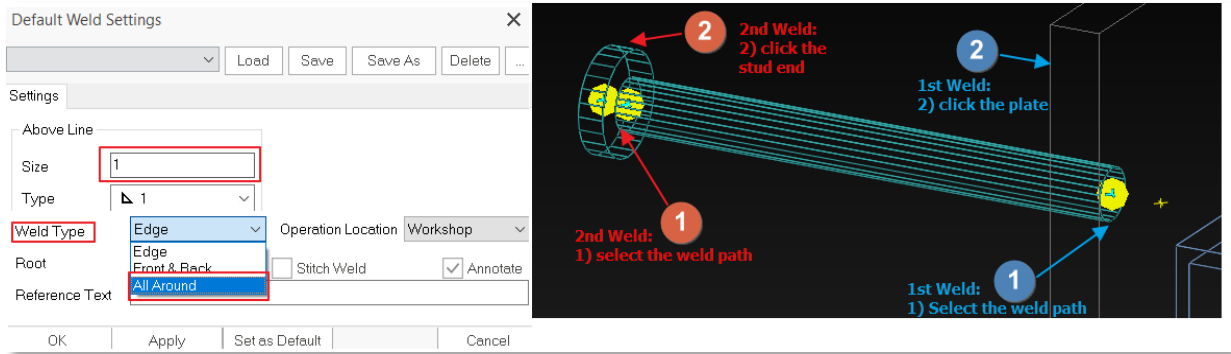 Default Weld Settings
Load Save Save As Delete ...
Settings
Above Line
Size 1
Type 1
Weld Type Edge Operation Location Workshop
Edge
Front & Back
All Around
Root Stitch Weld Annotate
Reference Text
OK Apply Set as Default Cancel
2
2nd Weld:
2) click the
stud end
2
1st Weld:
2) click the plate
1
2nd Weld:
1) select the weld path
1
1st Weld:
1) Select the weld path